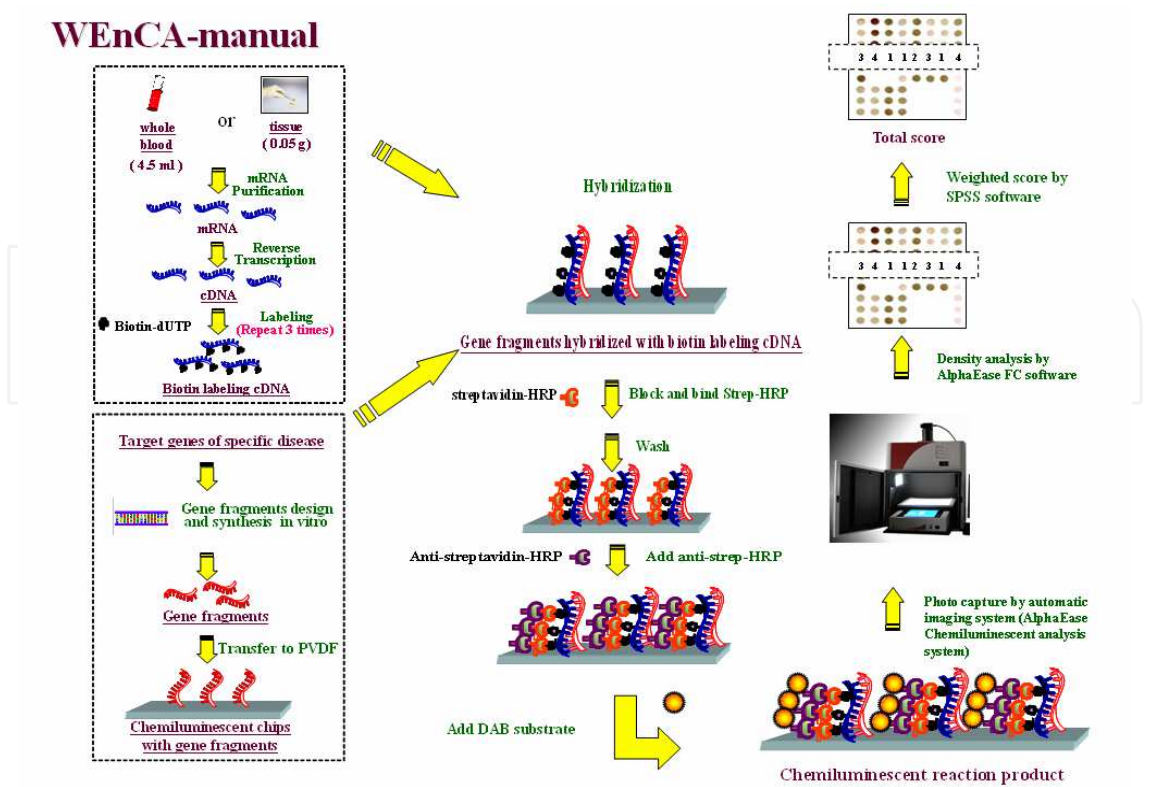 WEnCA-manual
whole
blood
( 4.5 ml )
or
tissue
( 0.05 g )
mRNA
Purification
mRNA
Reverse
Transcription
cDNA
Biotin-dUTP
Labeling
(Repeat 3 times)
Biotin labeling cDNA
Target genes of specific disease
Gene fragments design
and synthesis in vitro
Gene fragments
Transfer to PVDF
Chemiluminescent chips
with gene fragments
Hybridization
Gene fragments hybridized with biotin labeling cDNA
streptavidin-HRP
Block and bind Strep-HRP
Wash
Anti-streptavidin-HRP
Add anti-strep-HRP
Add DAB substrate
Chemiluminescent reaction product
Photo capture by automatic
imaging system (AlphaEase
Chemiluminescent analysis
system)
Density analysis by
AlphaEase FC software
3 4 1 1 2 3 1 4
Weighted score by
SPSS software
Total score
3 4 1 1 2 3 1 4